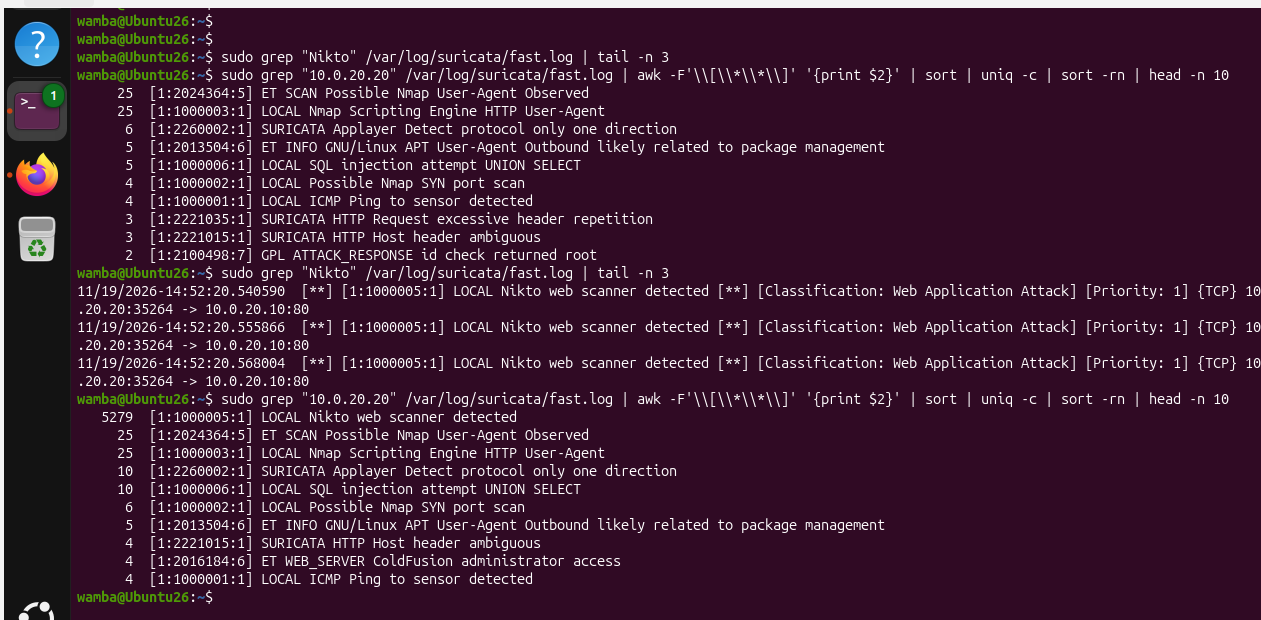 wamba@Ubuntu26:~$
wamba@Ubuntu26:~$
wamba@Ubuntu26:~$ sudo grep "Nikto" /var/log/suricata/fast.log | tail -n 3
wamba@Ubuntu26:~$ sudo grep "10.0.20.20" /var/log/suricata/fast.log | awk -F'\\[\\*\\*\\]' '{print $2}' | sort | uniq -c | sort -rn | head -n 10
25  [1:2024364:5] ET SCAN Possible Nmap User-Agent Observed
25  [1:1000003:1] LOCAL Nmap Scripting Engine HTTP User-Agent
6  [1:2260002:1] SURICATA Applayer Detect protocol only one direction
5  [1:2013504:6] ET INFO GNU/Linux APT User-Agent Outbound likely related to package management
5  [1:1000006:1] LOCAL SQL injection attempt UNION SELECT
4  [1:1000002:1] LOCAL Possible Nmap SYN port scan
4  [1:1000001:1] LOCAL ICMP Ping to sensor detected
3  [1:2221035:1] SURICATA HTTP Request excessive header repetition
3  [1:2221015:1] SURICATA HTTP Host header ambiguous
2  [1:2100498:7] GPL ATTACK_RESPONSE id check returned root
wamba@Ubuntu26:~$ sudo grep "Nikto" /var/log/suricata/fast.log | tail -n 3
11/19/2026-14:52:20.540590  [**] [1:1000005:1] LOCAL Nikto web scanner detected [**] [Classification: Web Application Attack] [Priority: 1] {TCP} 10
.20.20:35264 -> 10.0.20.10:80
11/19/2026-14:52:20.555866  [**] [1:1000005:1] LOCAL Nikto web scanner detected [**] [Classification: Web Application Attack] [Priority: 1] {TCP} 10
.20.20:35264 -> 10.0.20.10:80
11/19/2026-14:52:20.568004  [**] [1:1000005:1] LOCAL Nikto web scanner detected [**] [Classification: Web Application Attack] [Priority: 1] {TCP} 10
.20.20:35264 -> 10.0.20.10:80
wamba@Ubuntu26:~$ sudo grep "10.0.20.20" /var/log/suricata/fast.log | awk -F'\\[\\*\\*\\]' '{print $2}' | sort | uniq -c | sort -rn | head -n 10
5279  [1:1000005:1] LOCAL Nikto web scanner detected
25  [1:2024364:5] ET SCAN Possible Nmap User-Agent Observed
25  [1:1000003:1] LOCAL Nmap Scripting Engine HTTP User-Agent
10  [1:2260002:1] SURICATA Applayer Detect protocol only one direction
10  [1:1000006:1] LOCAL SQL injection attempt UNION SELECT
6  [1:1000002:1] LOCAL Possible Nmap SYN port scan
5  [1:2013504:6] ET INFO GNU/Linux APT User-Agent Outbound likely related to package management
4  [1:2221015:1] SURICATA HTTP Host header ambiguous
4  [1:2016184:6] ET WEB_SERVER ColdFusion administrator access
4  [1:1000001:1] LOCAL ICMP Ping to sensor detected
wamba@Ubuntu26:~$
?
>_
1